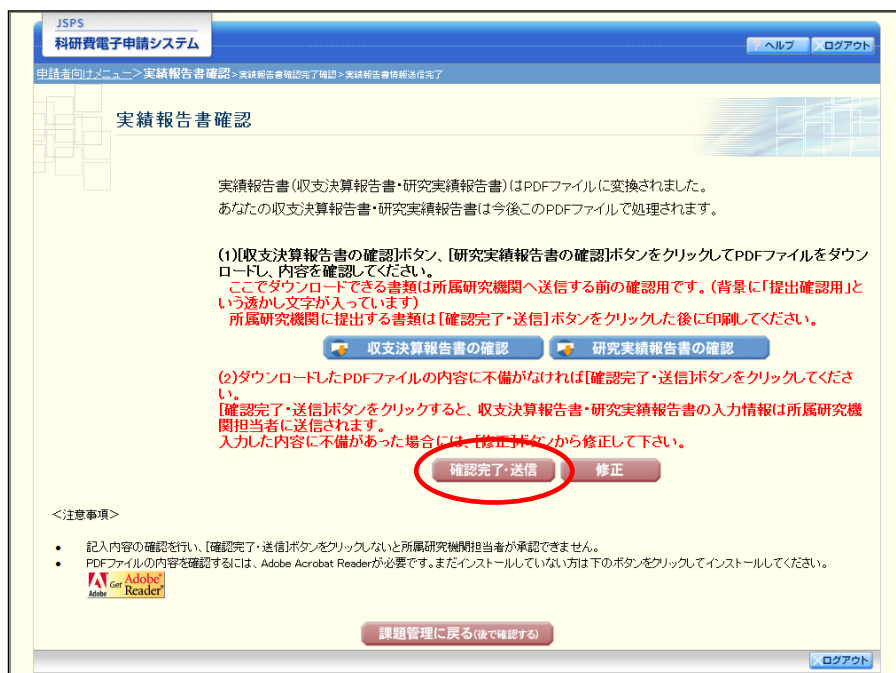 JSPS
科研費電子申請システム
? ヘルプ
ログアウト
申請者向けメニュー>実績報告書確認>実績報告書確認完了確認>実績報告書情報送信完了
実績報告書確認
実績報告書(収支決算報告書・研究実績報告書)はPDFファイルに変換されました。
あなたの収支決算報告書・研究実績報告書は今後このPDFファイルで処理されます。
(1)[収支決算報告書の確認]ボタン、[研究実績報告書の確認]ボタンをクリックしてPDFファイルをダウン
ロードし、内容を確認してください。
ここでダウンロードできる書類は所属研究機関へ送信する前の確認用です。(背景に「提出確認用」と
いう透かし文字が入っています)
所属研究機関に提出する書類は[確認完了・送信]ボタンをクリックした後に印刷してください。
収支決算報告書の確認
研究実績報告書の確認
(2)ダウンロードしたPDFファイルの内容に不備がなければ[確認完了・送信]ボタンをクリックしてくださ
い。
[確認完了・送信]ボタンをクリックすると、収支決算報告書・研究実績報告書の入力情報は所属研究機
関担当者に送信されます。
入力した内容に不備があった場合には、[修正]ボタンから修正して下さい。
確認完了・送信
修正
<注意事項>
● 記入内容の確認を行い、[確認完了・送信]ボタンをクリックしないと所属研究機関担当者が承認できません。
● PDFファイルの内容を確認するには、Adobe Acrobat Readerが必要です。まだインストールしていない方は下のボタンをクリックしてインストールしてください。
Adobe
Get Adobe®
Reader®
課題管理に戻る(後で確認する)
ログアウト